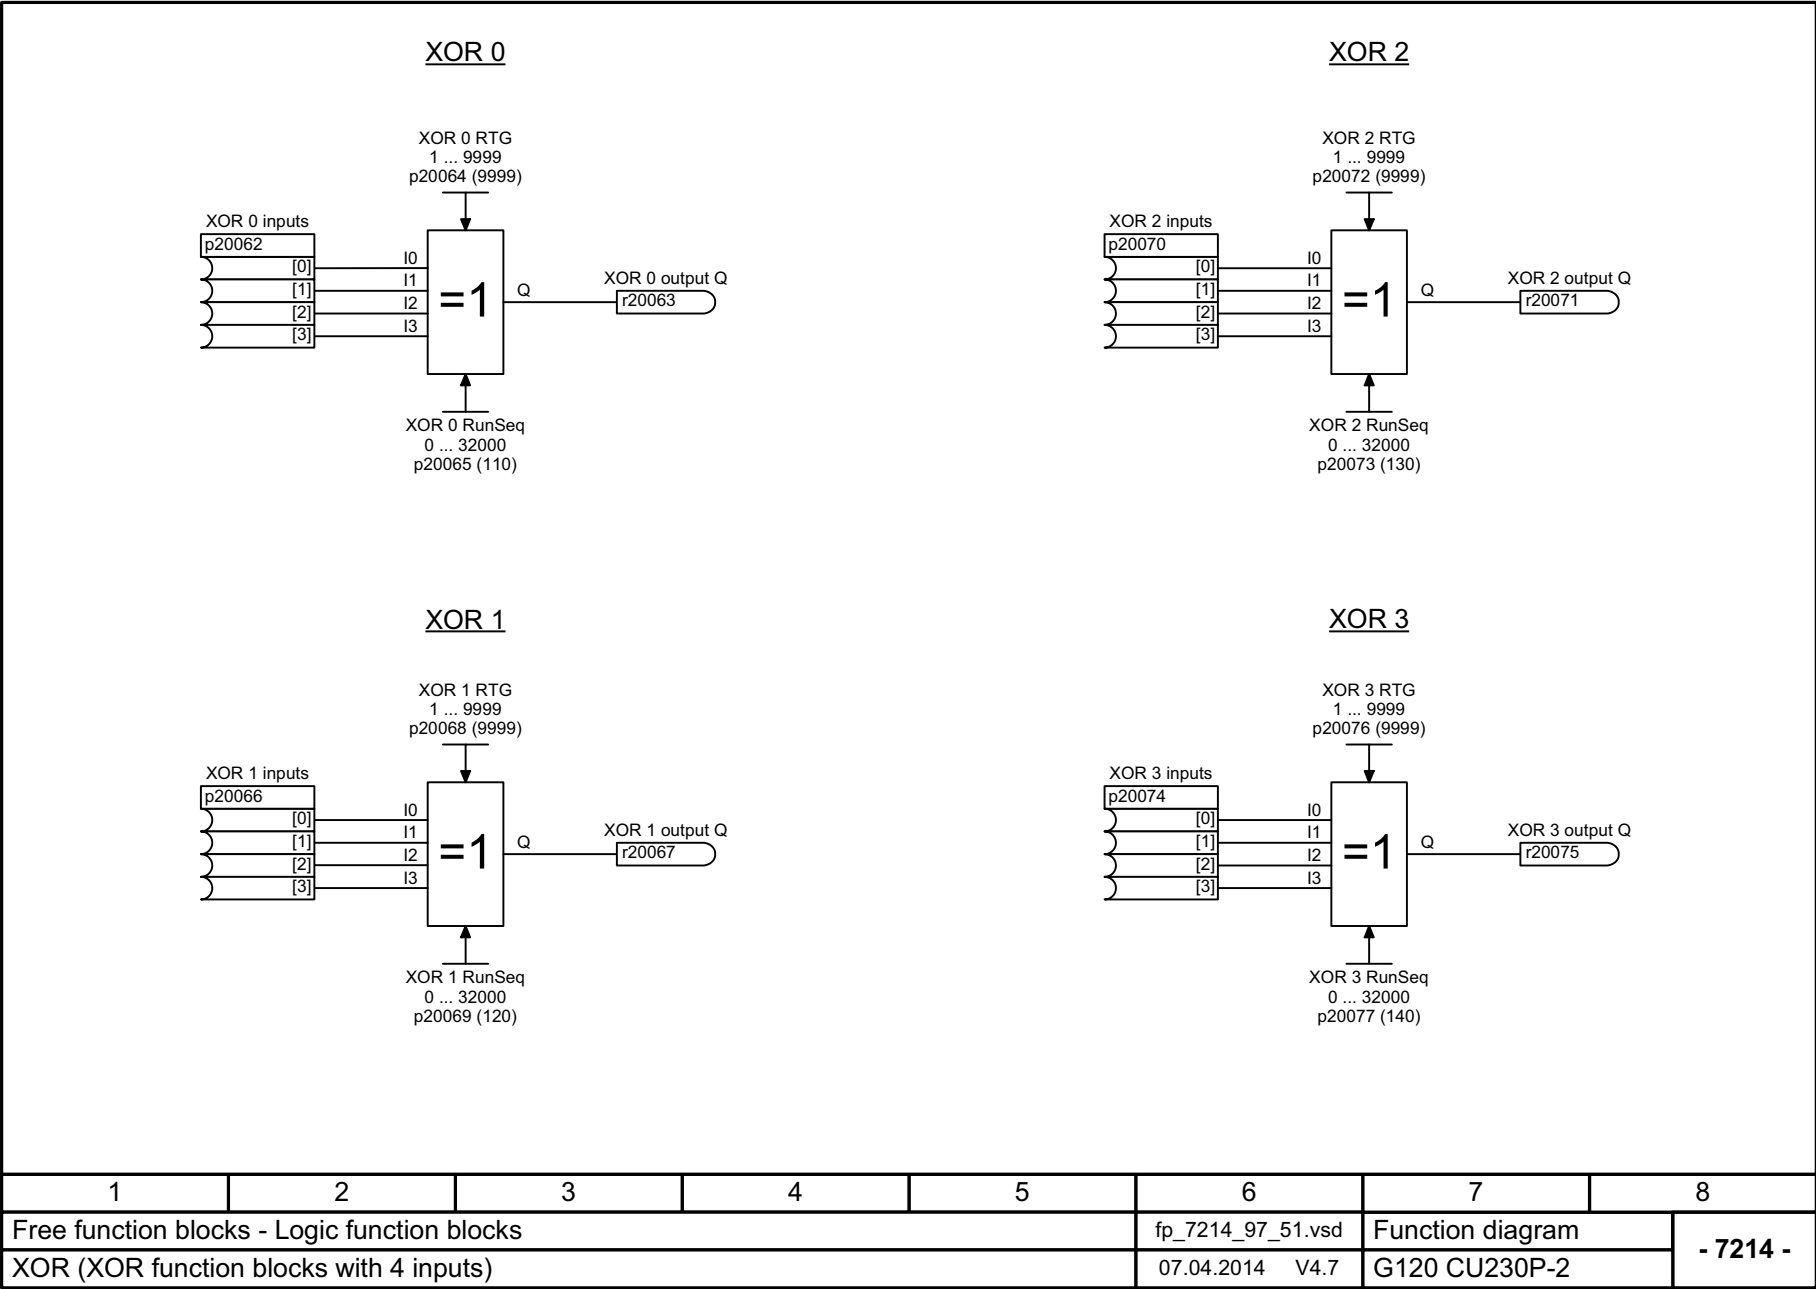 XOR 0
XOR 0 RTG
1 ... 9999
p20064 (9999)
XOR 0 inputs
p20062
[0]
[1]
[2]
[3]
I0
I1
I2
I3
=1
Q
XOR 0 output Q
r20063
XOR 0 RunSeq
0 ... 32000
p20065 (110)
XOR 2
XOR 2 RTG
1 ... 9999
p20072 (9999)
XOR 2 inputs
p20070
[0]
[1]
[2]
[3]
I0
I1
I2
I3
=1
Q
XOR 2 output Q
r20071
XOR 2 RunSeq
0 ... 32000
p20073 (130)
XOR 1
XOR 1 RTG
1 ... 9999
p20068 (9999)
XOR 1 inputs
p20066
[0]
[1]
[2]
[3]
I0
I1
I2
I3
=1
Q
XOR 1 output Q
r20067
XOR 1 RunSeq
0 ... 32000
p20069 (120)
XOR 3
XOR 3 RTG
1 ... 9999
p20076 (9999)
XOR 3 inputs
p20074
[0]
[1]
[2]
[3]
I0
I1
I2
I3
=1
Q
XOR 3 output Q
r20075
XOR 3 RunSeq
0 ... 32000
p20077 (140)
1 2 3 4 5 6 7 8
Free function blocks - Logic function blocks
fp_7214_97_51.vsd
Function diagram
- 7214 -
XOR (XOR function blocks with 4 inputs)
07.04.2014 V4.7
G120 CU230P-2